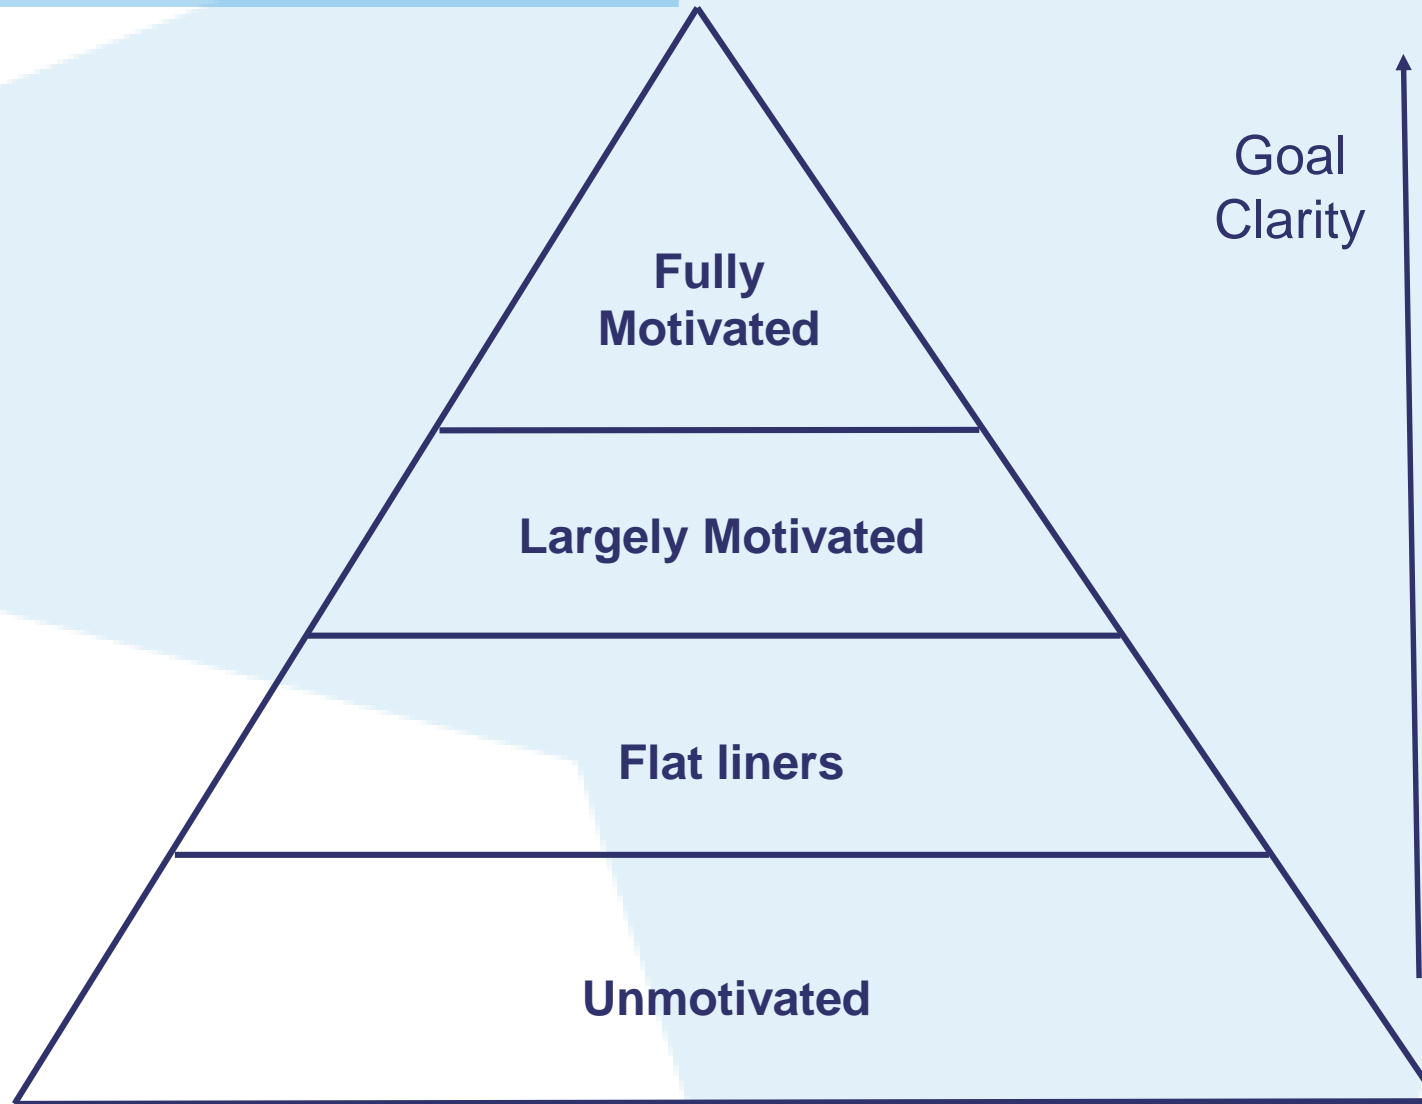 Goal
Clarity
Fully
Motivated
Largely Motivated
Flat liners
Unmotivated